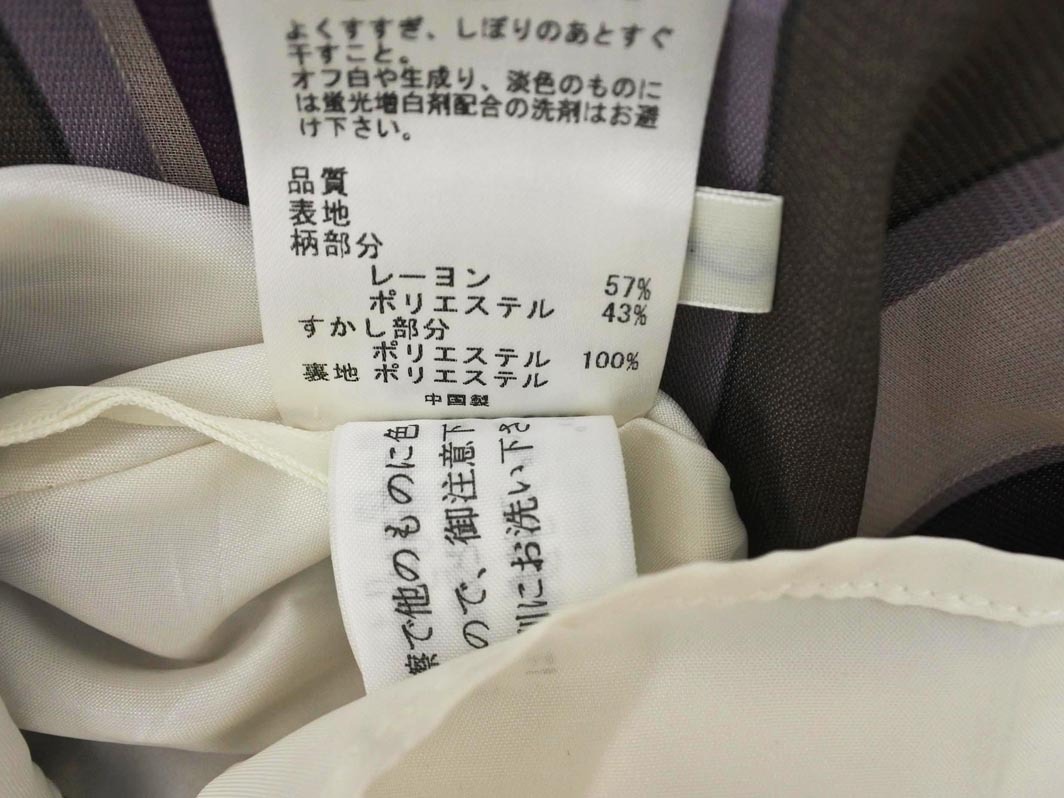 よくすすぎ、しぼりのあとすぐ
干すこと。
オフ白や生成り、淡色のものに
は蛍光増白剤配合の洗剤はお避
け下さい。
品質
表地
柄部分
レーヨン 57%
ポリエステル 43%
すかし部分
ポリエステル 100%
裏地 ポリエステル
中国製
擦で他のものに色
ので、御注意下
別にお洗い下さ